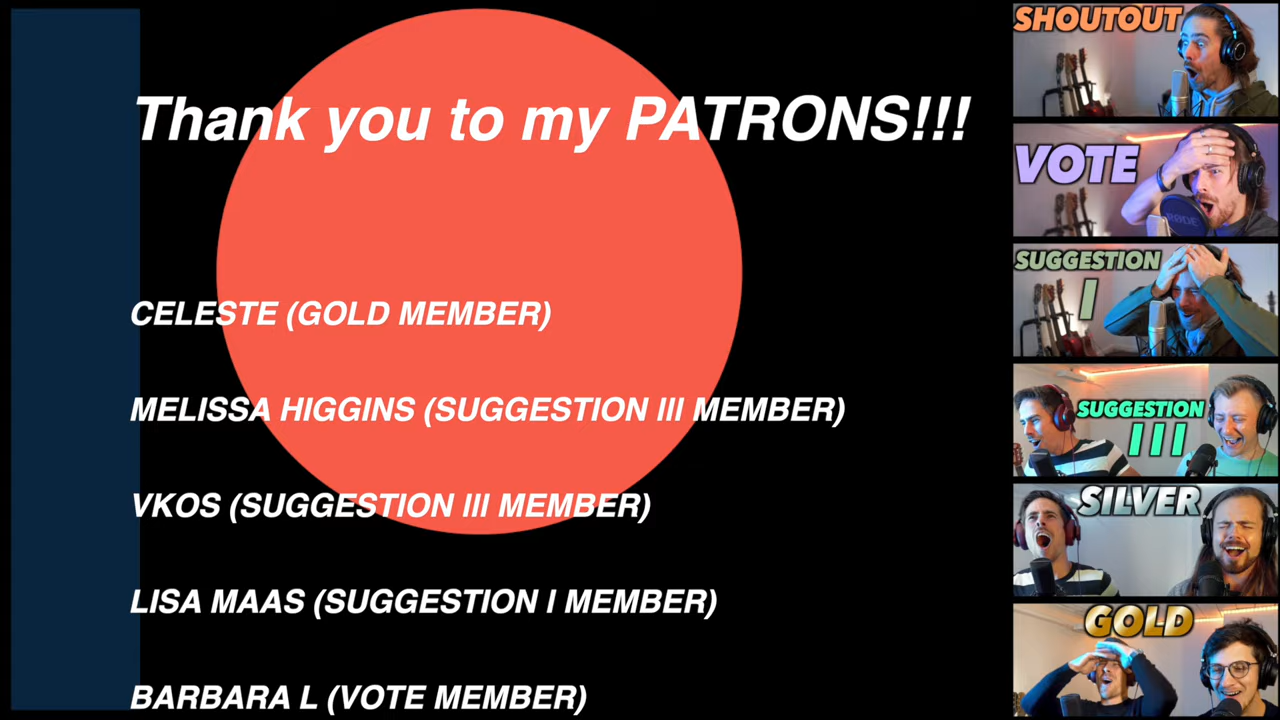 Thank you to my PATRONS!!!
CELESTE (GOLD MEMBER)
MELISSA HIGGINS (SUGGESTION III MEMBER)
VKOS (SUGGESTION III MEMBER)
LISA MAAS (SUGGESTION I MEMBER)
BARBARA L (VOTE MEMBER)
SHOUTOUT
VOTE
RØDE
SUGGESTION
I
SUGGESTION
III
SILVER
GOLD